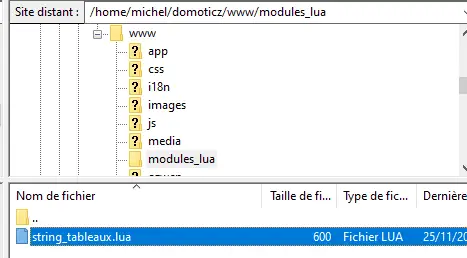 Site distant : /home/michel/domoticz/www/modules_lua
www
? app
? css
? i18n
? images
? js
? media
modules_lua
Nom de fichier Taille de fi... Type de fic... Dernière
..
string_tableaux.lua 600 Fichier LUA 25/11/20